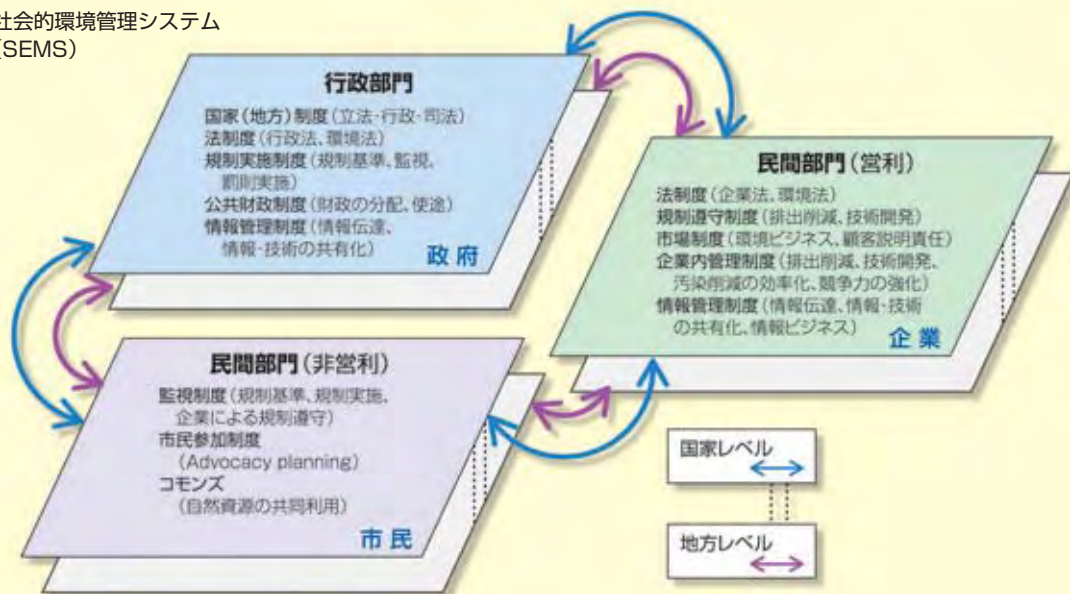 社会的環境管理システム
(SEMS)
行政部門
国家(地方)制度(立法・行政・司法)
法制度(行政法、環境法)
規制実施制度(規制基準、監視、
罰則実施)
公共財政制度(財政の分配、使途)
情報管理制度(情報伝達、
情報・技術の共有化)
政府
民間部門(営利)
法制度(企業法、環境法)
規制遵守制度(排出削減、技術開発)
市場制度(環境ビジネス、顧客説明責任)
企業内管理制度(排出削減、技術開発、
汚染削減の効率化、競争力の強化)
情報管理制度(情報伝達、情報・技術
の共有化、情報ビジネス)
企業
民間部門(非営利)
監視制度(規制基準、規制実施、
企業による規制遵守)
市民参加制度
(Advocacy planning)
コモンズ
(自然資源の共同利用)
市民
国家レベル
地方レベル